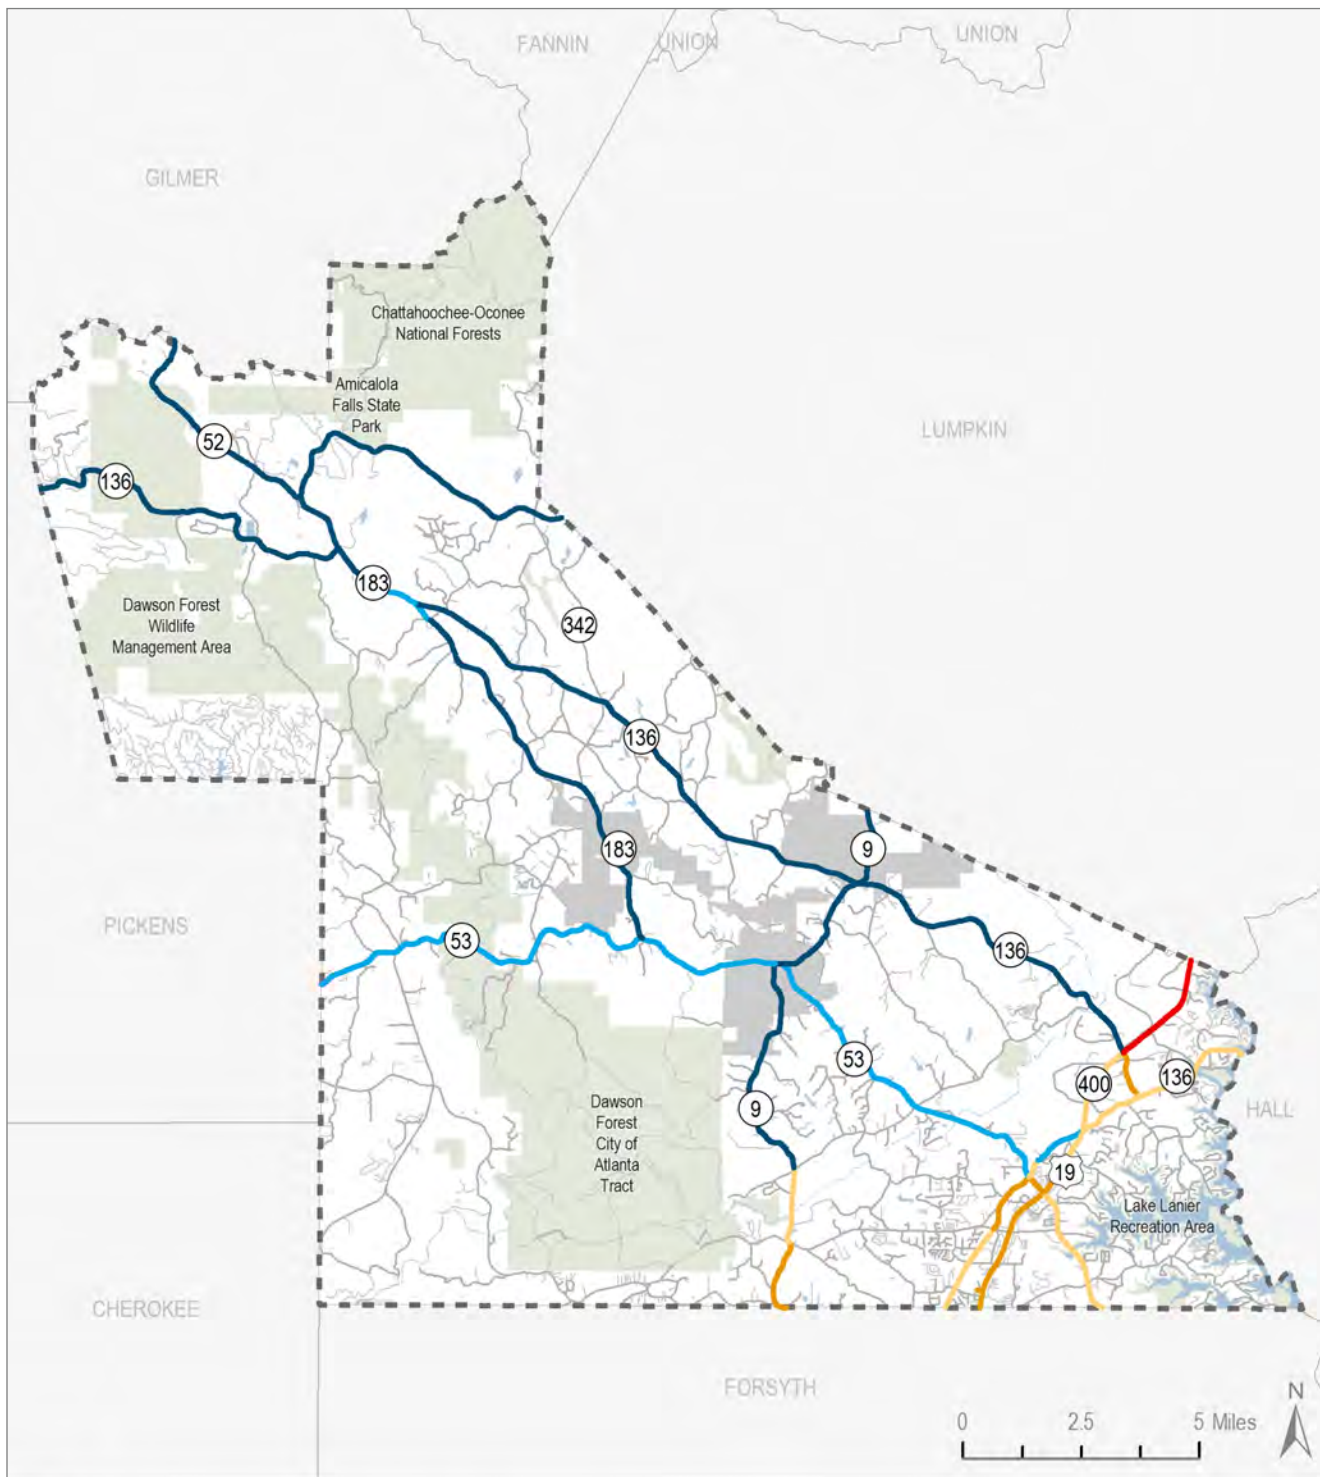 FANNIN
UNION
UNION
GILMER
Chattahoochee-Oconee
National Forests
Amicalola
Falls State
Park
LUMPKIN
52
136
183
Dawson Forest
Wildlife
Management Area
342
136
183
9
PICKENS
53
136
53
400
136
9
HALL
Dawson
Forest
City of
Atlanta
Tract
19
Lake Lanier
Recreation Area
CHEROKEE
FORSYTH
N
0 2.5 5 Miles